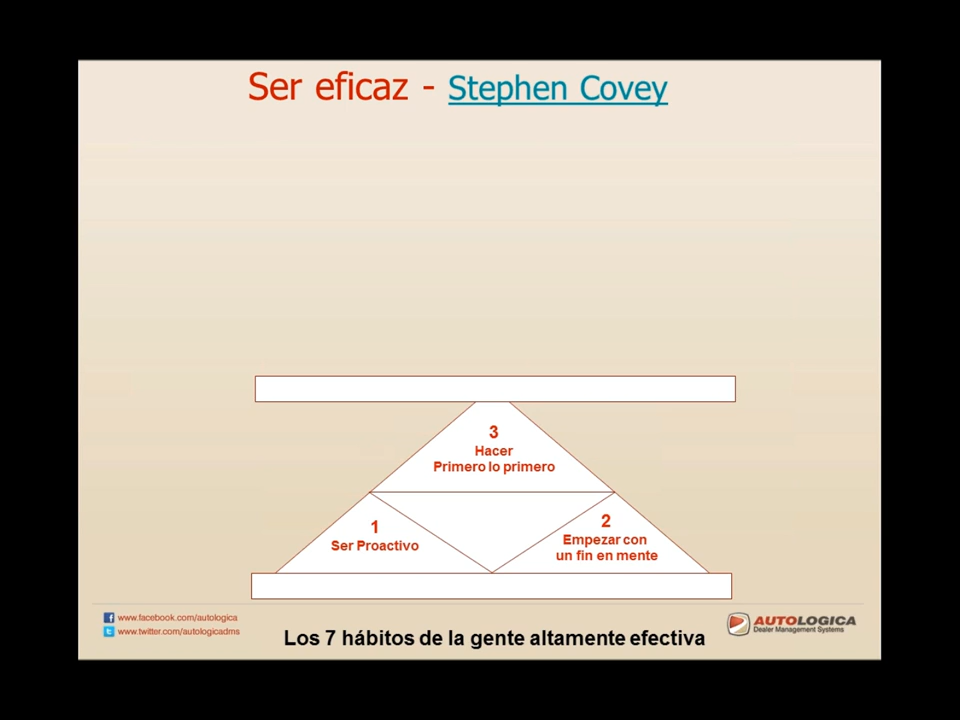 Ser eficaz - Stephen Covey
3
Hacer
Primero lo primero
1
Ser Proactivo
2
Empezar con
un fin en mente
www.facebook.com/autologica
www.twitter.com/autologicadms
Los 7 hábitos de la gente altamente efectiva
AUTOLOGICA
Dealer Management Systems